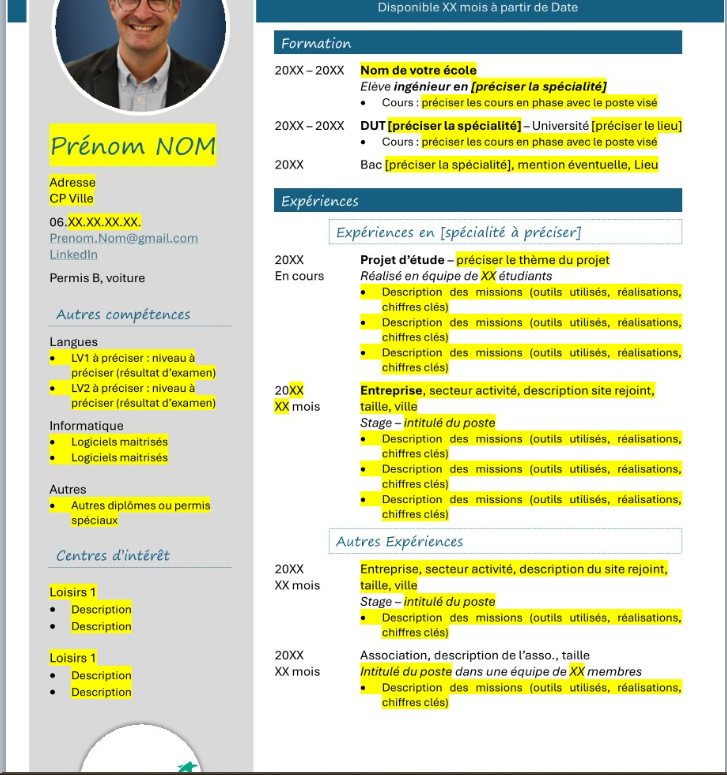 Disponible XX mois à partir de Date
Prénom NOM
Adresse
CP Ville
06.XX.XX.XX.XX.
Prenom.Nom@gmail.com
LinkedIn
Permis B, voiture
Autres compétences
Langues
• LV1 à préciser : niveau à
préciser (résultat d’examen)
• LV2 à préciser : niveau à
préciser (résultat d’examen)
Informatique
• Logiciels maitrisés
• Logiciels maitrisés
Autres
• Autres diplômes ou permis
spéciaux
Centres d’intérêt
Loisirs 1
• Description
• Description
Loisirs 1
• Description
• Description
Formation
20XX – 20XX Nom de votre école
Elève ingénieur en [préciser la spécialité]
• Cours : préciser les cours en phase avec le poste visé
20XX – 20XX DUT [préciser la spécialité] – Université [préciser le lieu]
• Cours : préciser les cours en phase avec le poste visé
20XX Bac [préciser la spécialité], mention éventuelle, Lieu
Expériences
Expériences en [spécialité à préciser]
20XX Projet d’étude – préciser le thème du projet
En cours Réalisé en équipe de XX étudiants
• Description des missions (outils utilisés, réalisations,
chiffres clés)
• Description des missions (outils utilisés, réalisations,
chiffres clés)
• Description des missions (outils utilisés, réalisations,
chiffres clés)
20XX Entreprise, secteur activité, description site rejoint,
XX mois taille, ville
Stage – intitulé du poste
• Description des missions (outils utilisés, réalisations,
chiffres clés)
• Description des missions (outils utilisés, réalisations,
chiffres clés)
• Description des missions (outils utilisés, réalisations,
chiffres clés)
Autres Expériences
20XX Entreprise, secteur activité, description du site rejoint,
XX mois taille, ville
Stage – intitulé du poste
• Description des missions (outils utilisés, réalisations,
chiffres clés)
20XX Association, description de l’asso., taille
XX mois Intitulé du poste dans une équipe de XX membres
• Description des missions (outils utilisés, réalisations,
chiffres clés)